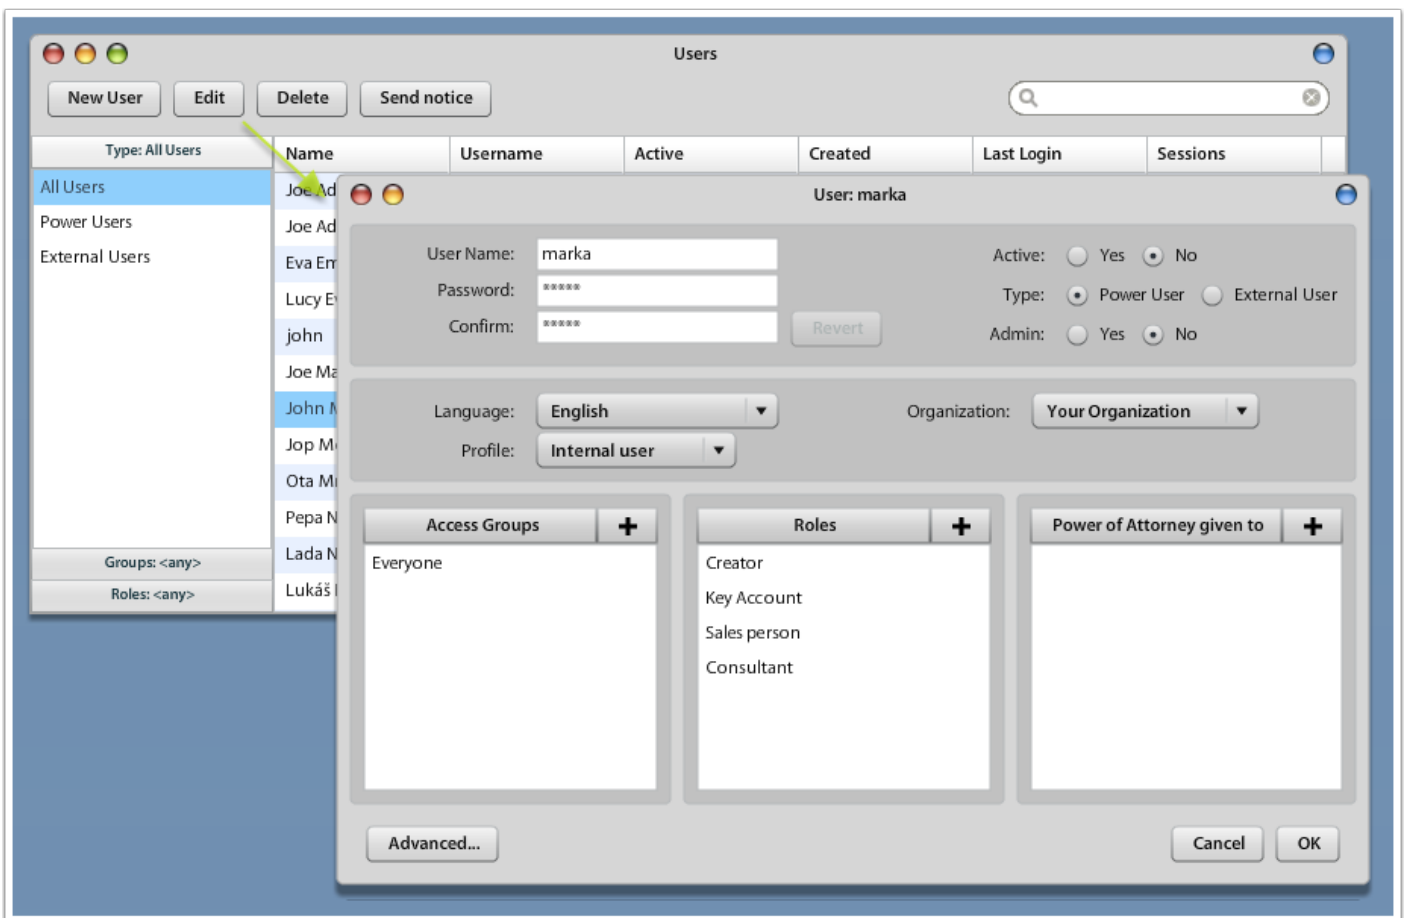 Users
New User Edit Delete Send notice
Type: All Users
All Users
Power Users
External Users
Groups: <any>
Roles: <any>
Name Username Active Created Last Login Sessions
Joe Ad
Joe Ad
Eva Em
Lucy E
john
Joe Ma
John M
Jop M
Ota M
Pepa N
Lada N
Lukáš
User: marka
User Name: marka
Password: *****
Confirm: *****
Revert
Active: Yes No
Type: Power User External User
Admin: Yes No
Language: English
Organization: Your Organization
Profile: Internal user
Access Groups +
Everyone
Roles +
Creator
Key Account
Sales person
Consultant
Power of Attorney given to +
Advanced...
Cancel OK